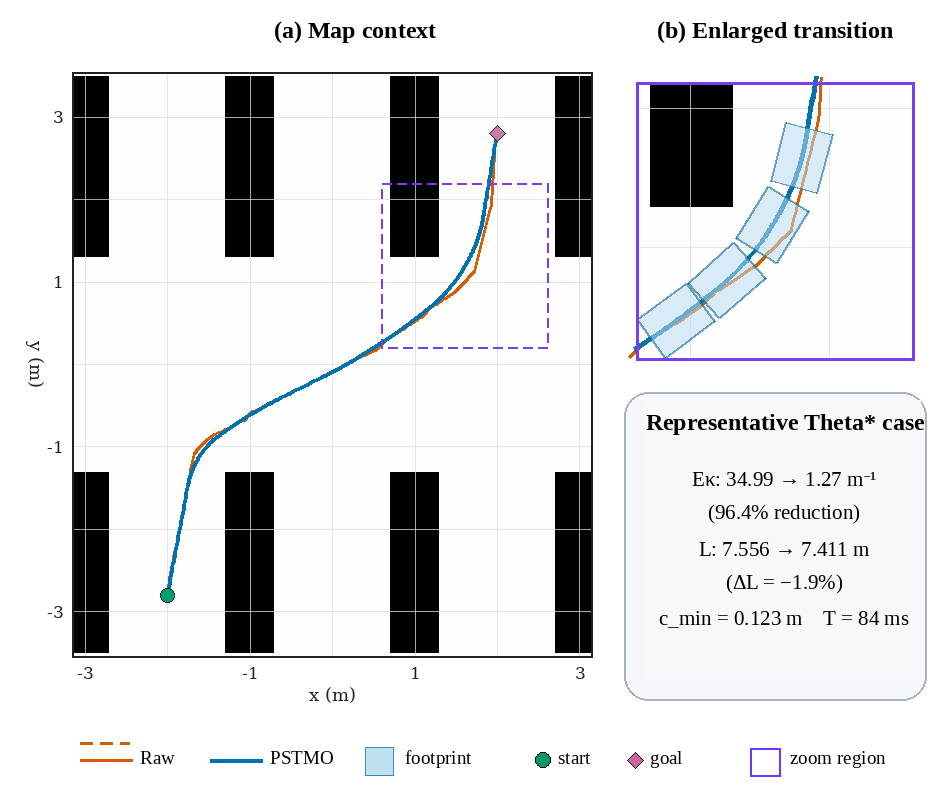 (a) Map context
(b) Enlarged transition
3
1
-1
-3
y (m)
-3
-1
1
3
x (m)
Representative Theta* case
Eκ: 34.99 → 1.27 m⁻¹
(96.4% reduction)
L: 7.556 → 7.411 m
(ΔL = −1.9%)
c_min = 0.123 m T = 84 ms
Raw
PSTMO
footprint
start
goal
zoom region